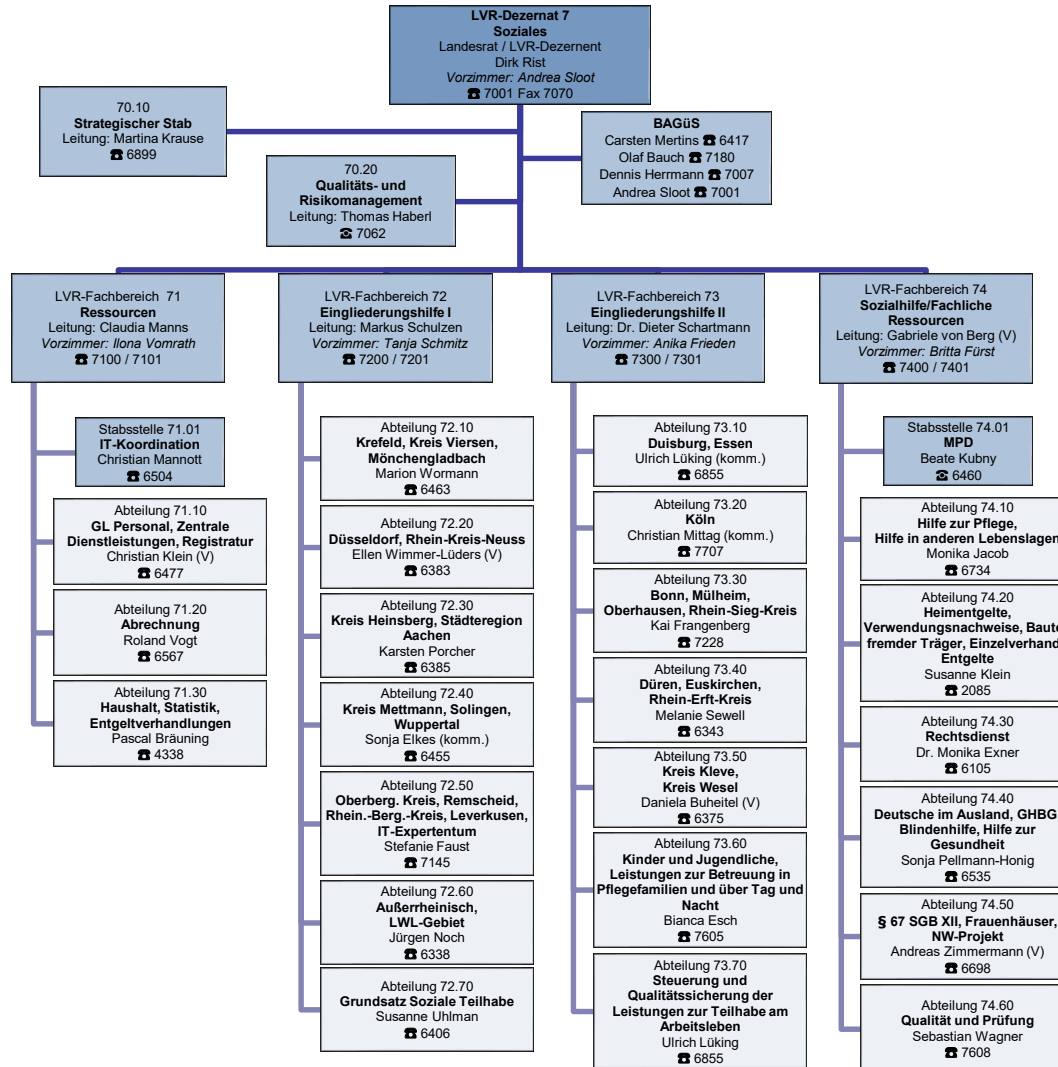 LVR-Dezernat 7
Soziales
Landesrat / LVR-Dezernent
Dirk Rist
Vorzimmer: Andrea Sloot
☎ 7001 Fax 7070
70.10
Strategischer Stab
Leitung: Martina Krause
☎ 6899
BAGüS
Carsten Mertins ☎ 6417
Olaf Bauch ☎ 7180
Dennis Herrmann ☎ 7007
Andrea Sloot ☎ 7001
70.20
Qualitäts- und
Risikomanagement
Leitung: Thomas Haberl
☎ 7062
LVR-Fachbereich 71
Ressourcen
Leitung: Claudia Manns
Vorzimmer: Ilona Vomrath
☎ 7100 / 7101
Stabsstelle 71.01
IT-Koordination
Christian Mannott
☎ 6504
Abteilung 71.10
GL Personal, Zentrale
Dienstleistungen, Registratur
Christian Klein (V)
☎ 6477
Abteilung 71.20
Abrechnung
Roland Vogt
☎ 6567
Abteilung 71.30
Haushalt, Statistik,
Entgeltverhandlungen
Pascal Bräuning
☎ 4338
LVR-Fachbereich 72
Eingliederungshilfe I
Leitung: Markus Schulzen
Vorzimmer: Tanja Schmitz
☎ 7200 / 7201
Abteilung 72.10
Krefeld, Kreis Viersen,
Mönchengladbach
Marion Wormann
☎ 6463
Abteilung 72.20
Düsseldorf, Rhein-Kreis-Neuss
Ellen Wimmer-Lüders (V)
☎ 6383
Abteilung 72.30
Kreis Heinsberg, Städteregion
Aachen
Karsten Porcher
☎ 6385
Abteilung 72.40
Kreis Mettmann, Solingen,
Wuppertal
Sonja Elkes (komm.)
☎ 6455
Abteilung 72.50
Oberberg. Kreis, Remscheid,
Rhein.-Berg.-Kreis, Leverkusen,
IT-Expertentum
Stefanie Faust
☎ 7145
Abteilung 72.60
Außerrheinisch,
LWL-Gebiet
Jürgen Noch
☎ 6338
Abteilung 72.70
Grundsatz Soziale Teilhabe
Susanne Uhlman
☎ 6406
LVR-Fachbereich 73
Eingliederungshilfe II
Leitung: Dr. Dieter Schartmann
Vorzimmer: Anika Frieden
☎ 7300 / 7301
Abteilung 73.10
Duisburg, Essen
Ulrich Lüking (komm.)
☎ 6855
Abteilung 73.20
Köln
Christian Mittag (komm.)
☎ 7707
Abteilung 73.30
Bonn, Mülheim,
Oberhausen, Rhein-Sieg-Kreis
Kai Frangenberg
☎ 7228
Abteilung 73.40
Düren, Euskirchen,
Rhein-Erft-Kreis
Melanie Sewell
☎ 6343
Abteilung 73.50
Kreis Kleve,
Kreis Wesel
Daniela Buheitel (V)
☎ 6375
Abteilung 73.60
Kinder und Jugendliche,
Leistungen zur Betreuung in
Pflegefamilien und über Tag und
Nacht
Bianca Esch
☎ 7605
Abteilung 73.70
Steuerung und
Qualitätssicherung der
Leistungen zur Teilhabe am
Arbeitsleben
Ulrich Lüking
☎ 6855
LVR-Fachbereich 74
Sozialhilfe/Fachliche
Ressourcen
Leitung: Gabriele von Berg (V)
Vorzimmer: Britta Fürst
☎ 7400 / 7401
Stabsstelle 74.01
MPD
Beate Kubny
☎ 6460
Abteilung 74.10
Hilfe zur Pflege,
Hilfe in anderen Lebenslagen
Monika Jacob
☎ 6734
Abteilung 74.20
Heimentgelte,
Verwendungsnachweise,
fremder Träger,
Entgelte
Susanne Klein
☎ 2085
Abteilung 74.30
Rechtsdienst
Dr. Monika Exner
☎ 6105
Abteilung 74.40
Deutsche im Ausland, GHBG
Blindenhilfe, Hilfe zur
Gesundheit
Sonja Pellmann-Honig
☎ 6535
Abteilung 74.50
§ 67 SGB XII, Frauenhäuser,
NW-Projekt
Andreas Zimmermann (V)
☎ 6698
Abteilung 74.60
Qualität und Prüfung
Sebastian Wagner
☎ 7608